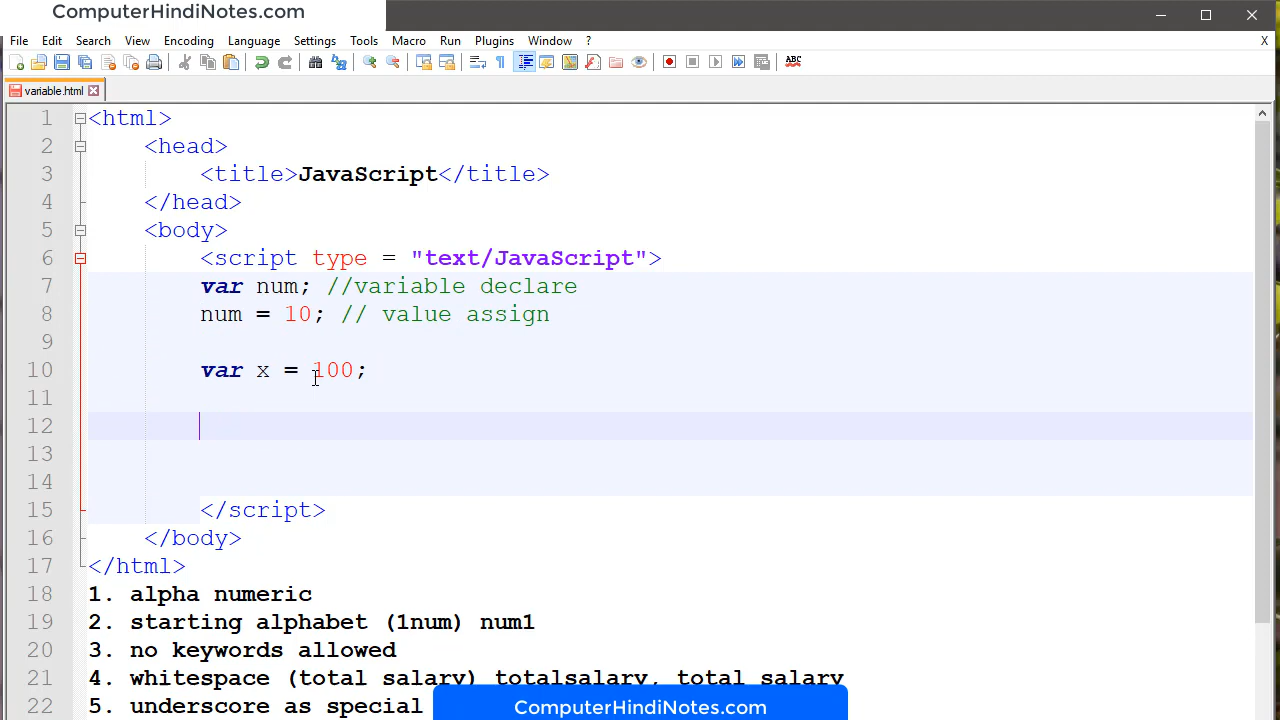 ComputerHindiNotes.com
File Edit Search View Encoding Language Settings Tools Macro Run Plugins Window ? X
ABC
variable.html
1 <html>
2 <head>
3 <title>JavaScript</title>
4 </head>
5 <body>
6 <script type = "text/JavaScript">
7 var num; //variable declare
8 num = 10; // value assign
9
10 var x = 100;
11
12
13
14
15 </script>
16 </body>
17 </html>
18 1. alpha numeric
19 2. starting alphabet (1num) num1
20 3. no keywords allowed
21 4. whitespace (total salary) totalsalary, total_salary
22 5. underscore as special
ComputerHindiNotes.com